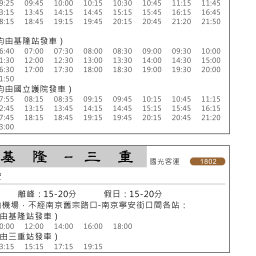 9:25 09:45 10:00 10:15 10:30 10:45 11:15 11:45
3:15 13:45 14:15 14:45 15:15 15:45 16:15 16:45
8:15 18:45 19:15 19:45 20:15 20:45 21:20 21:50
均由基隆站發車)
6:40 07:00 07:30 08:00 08:30 09:00 09:30 10:00
1:30 12:00 12:30 13:00 13:30 14:00 14:30 15:00
6:30 17:00 17:30 18:00 18:30 19:00 19:30 20:00
1:50
均由國立護院發車)
7:55 08:15 08:35 09:15 09:45 10:15 10:45 11:15
2:45 13:15 13:45 14:15 14:45 15:15 15:45 16:15
7:45 18:15 18:45 19:15 19:45 20:15 20:45 21:20
3:00
基 隆 - 三 重 國光客運 1802
離峰:15-20分 假日:15-20分
機場,不經南京舊宗路口-南京寧安街口間各站:
由基隆站發車)
0:00 12:00 14:00 16:00 18:00
由三重站發車)
3:15 15:15 17:15 19:15